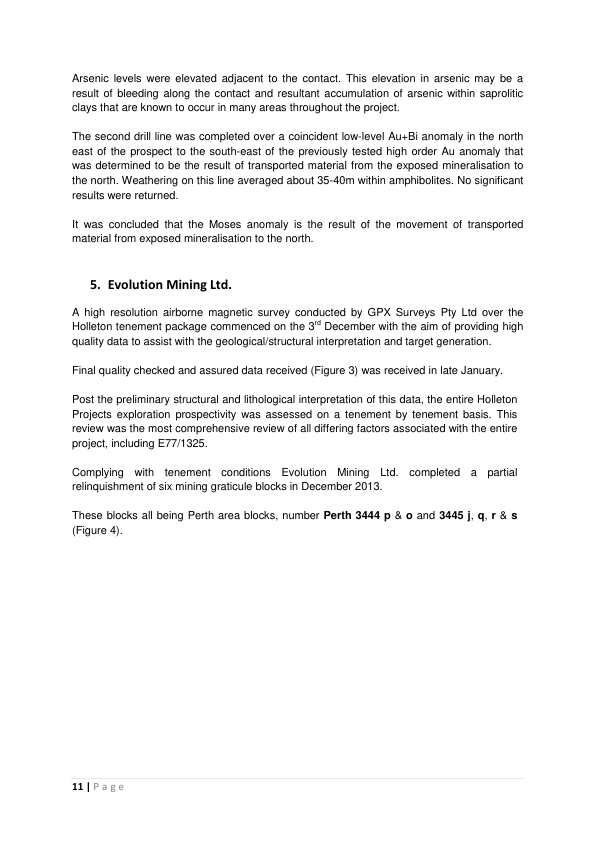 Arsenic levels were elevated adjacent to the contact. This elevation in arsenic may be a
result of bleeding along the contact and resultant accumulation of arsenic within saprolitic
clays that are known to occur in many areas throughout the project.
The second drill line was completed over a coincident low-level Au+Bi anomaly in the north
east of the prospect to the south-east of the previously tested high order Au anomaly that
was determined to be the result of transported material from the exposed mineralisation to
the north. Weathering on this line averaged about 35-40m within amphibolites. No significant
results were returned.
It was concluded that the Moses anomaly is the result of the movement of transported
material from exposed mineralisation to the north.
5. Evolution Mining Ltd.
A high resolution airborne magnetic survey conducted by GPX Surveys Pty Ltd over the
Holleton tenement package commenced on the 3rd December with the aim of providing high
quality data to assist with the geological/structural interpretation and target generation.
Final quality checked and assured data received (Figure 3) was received in late January.
Post the preliminary structural and lithological interpretation of this data, the entire Holleton
Projects exploration prospectivity was assessed on a tenement by tenement basis. This
review was the most comprehensive review of all differing factors associated with the entire
project, including E77/1325.
Complying with tenement conditions Evolution Mining Ltd. completed a partial
relinquishment of six mining graticule blocks in December 2013.
These blocks all being Perth area blocks, number Perth 3444 p & o and 3445 j, q, r & s
(Figure 4).
11 | Page